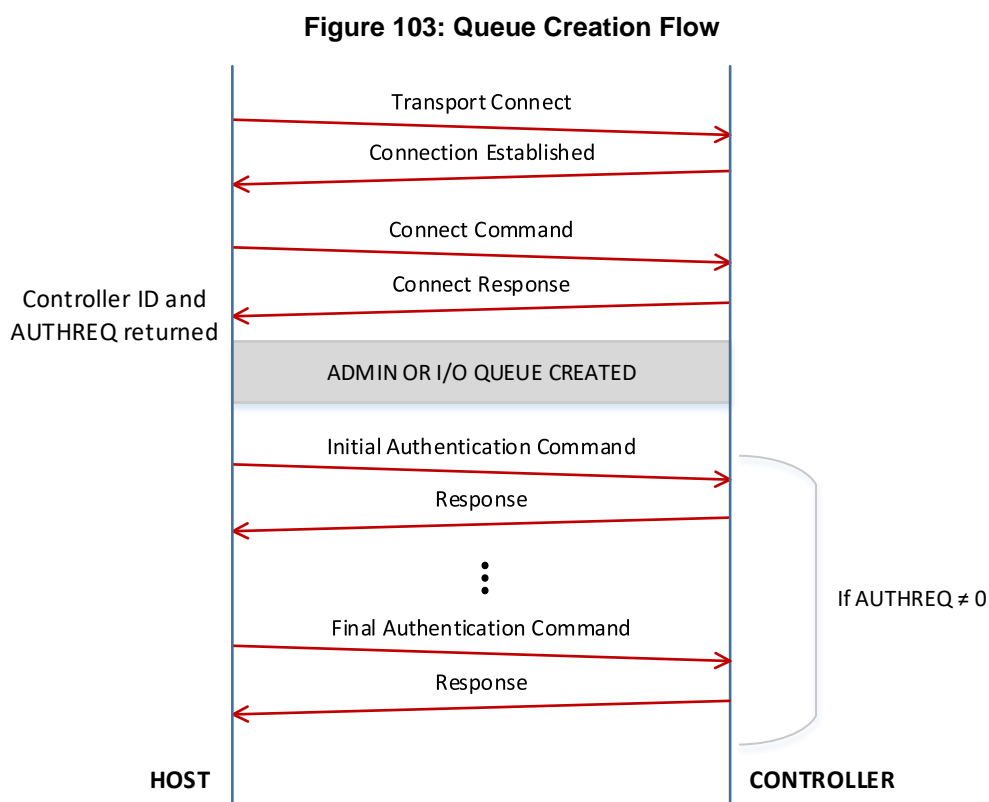 Figure 103: Queue Creation Flow
Transport Connect
Connection Established
Connect Command
Connect Response
Controller ID and
AUTHREQ returned
ADMIN OR I/O QUEUE CREATED
Initial Authentication Command
Response
If AUTHREQ ≠ 0
Final Authentication Command
Response
HOST
CONTROLLER